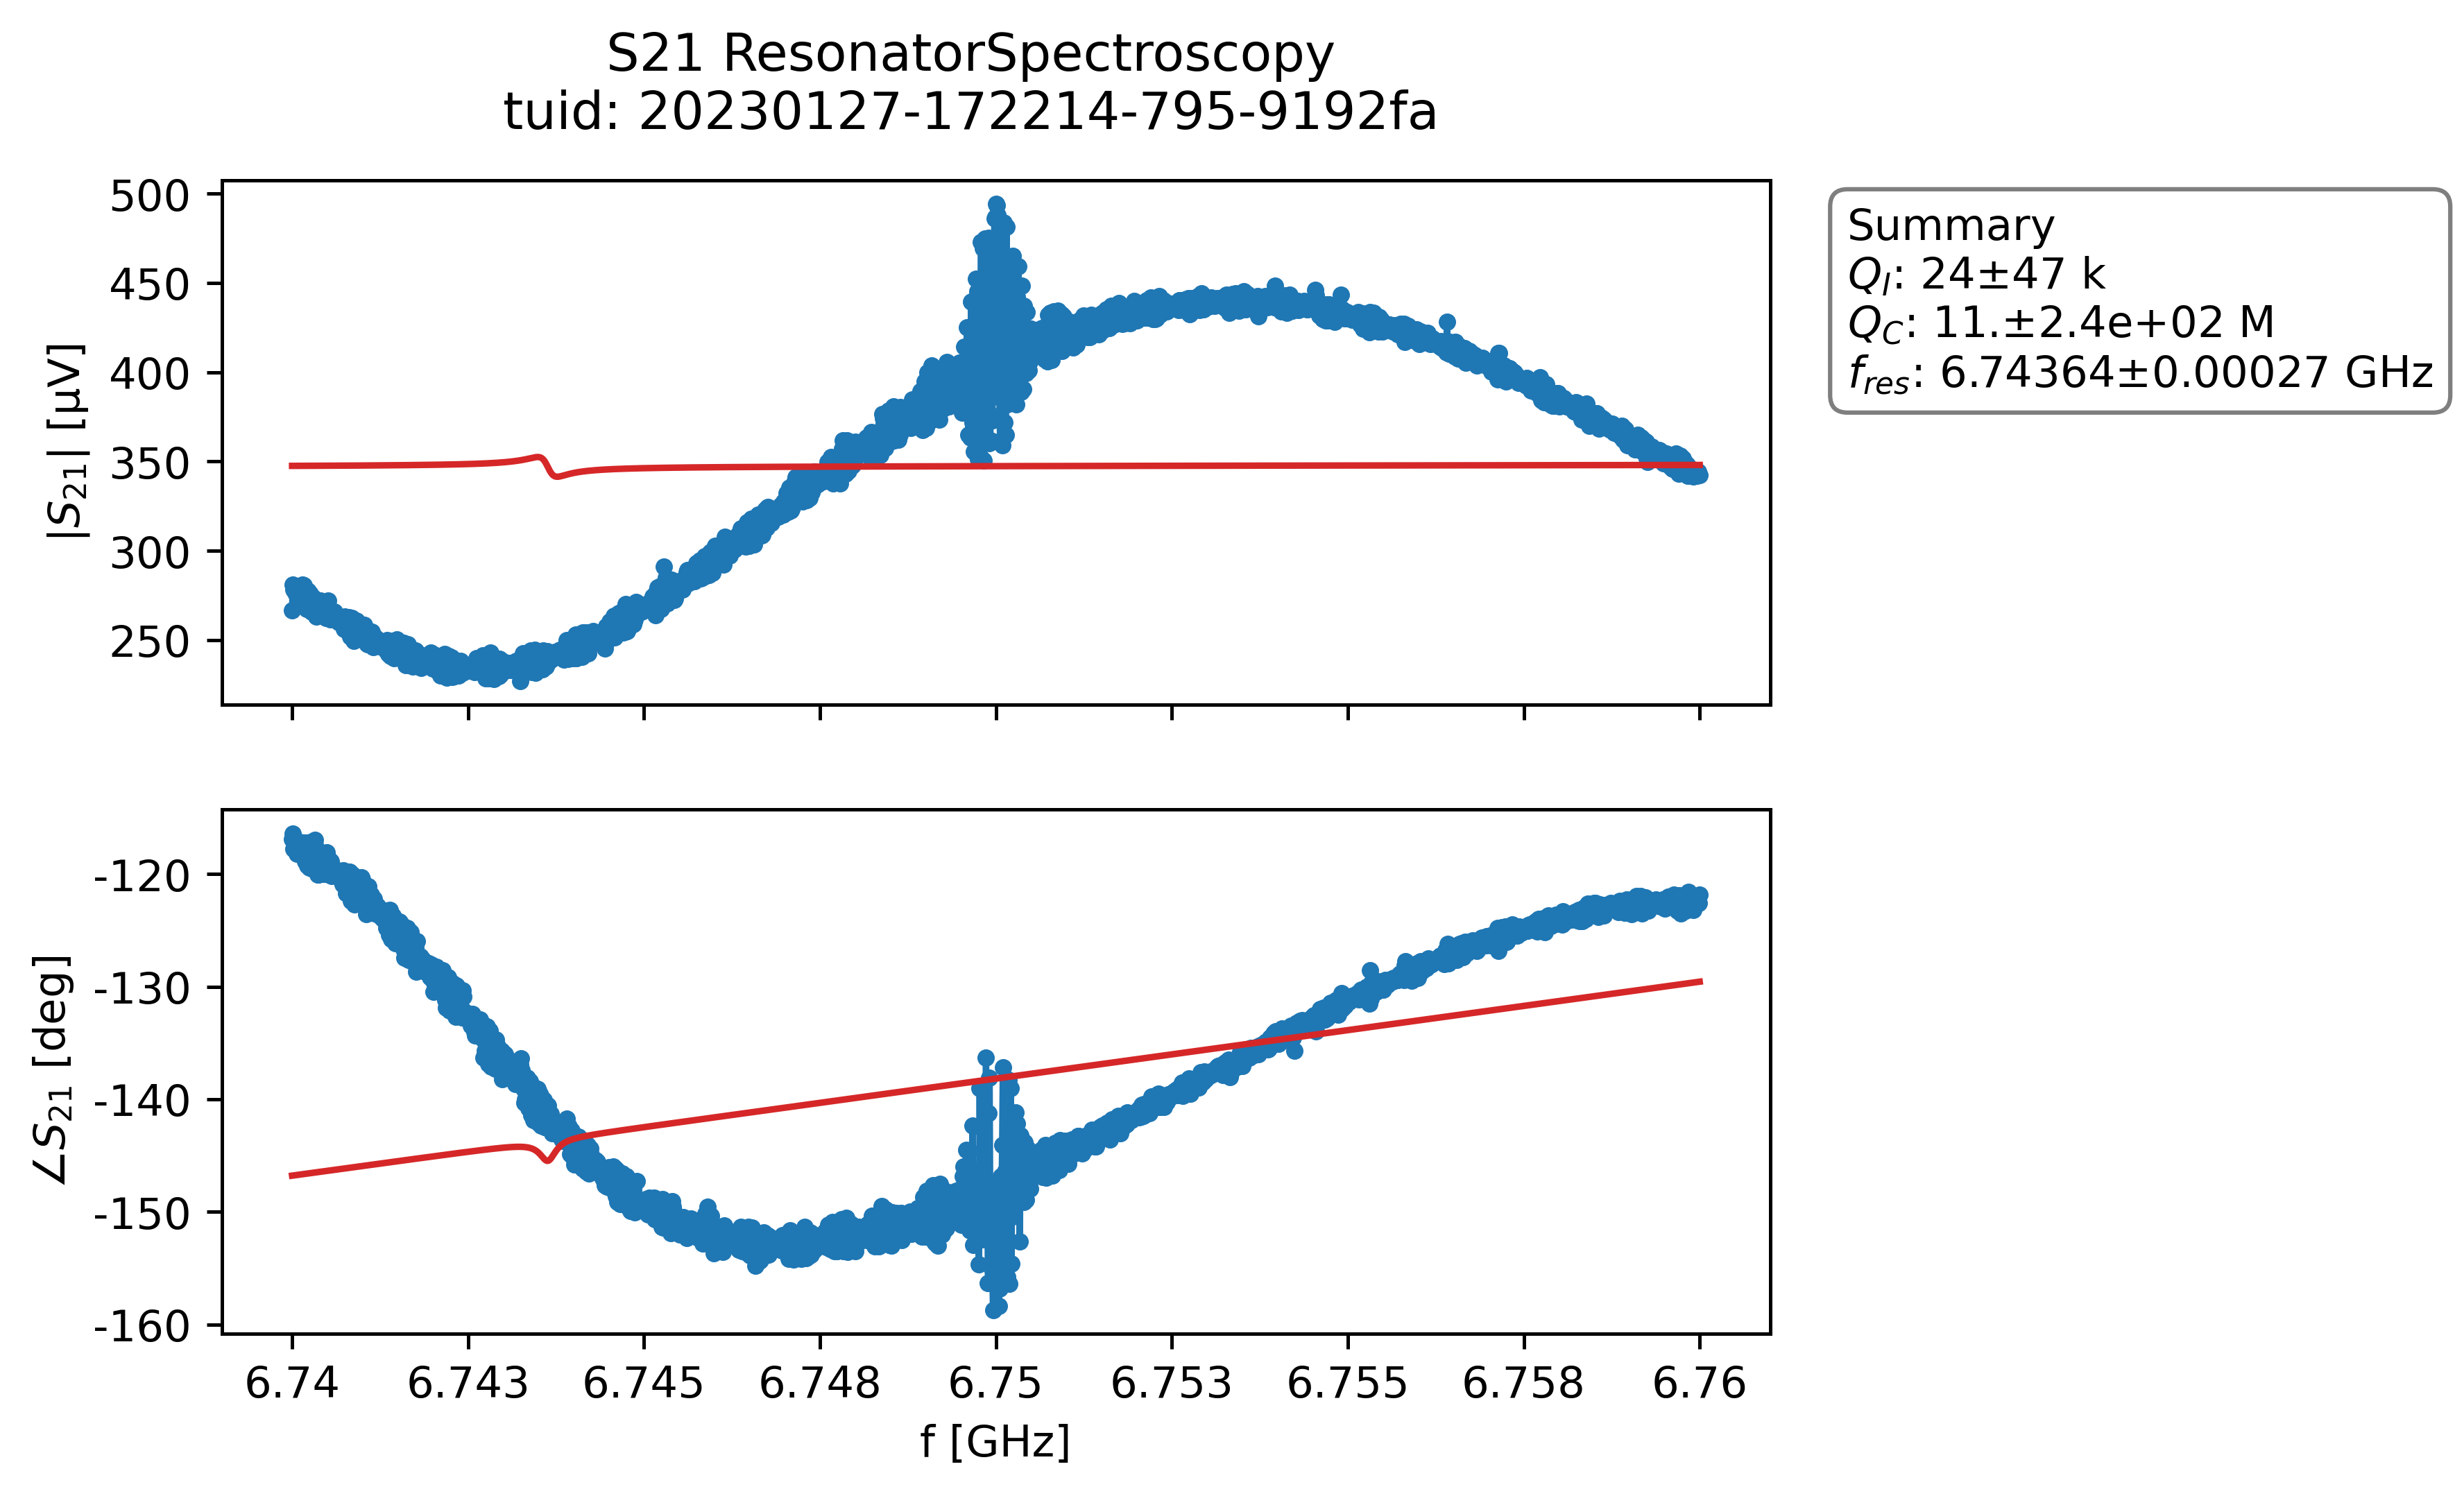 S21 ResonatorSpectroscopy
tuid: 20230127-172214-795-9192fa
500
450
400
350
300
250
|S21| [µV]
Summary
QI: 24±47 k
QC: 11.±2.4e+02 M
fres: 6.74364±0.00027 GHz
-120
-130
-140
-150
-160
∠S21 [deg]
6.74 6.743 6.745 6.748 6.75 6.753 6.755 6.758 6.76
f [GHz]